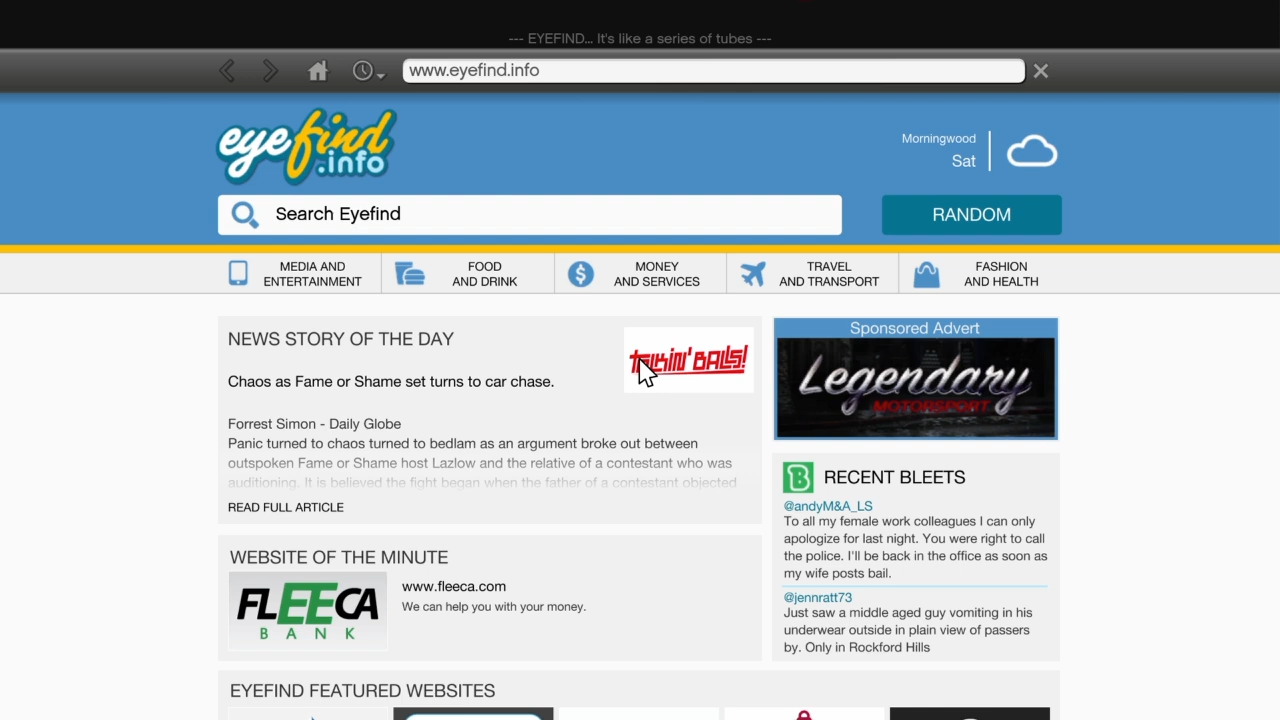 --- EYEFIND... It's like a series of tubes ---
www.eyefind.info
eyefind
.info
Morningwood
Sat
Search Eyefind
RANDOM
MEDIA AND
ENTERTAINMENT
FOOD
AND DRINK
MONEY
AND SERVICES
TRAVEL
AND TRANSPORT
FASHION
AND HEALTH
NEWS STORY OF THE DAY
talkin' BALLS!
Chaos as Fame or Shame set turns to car chase.
Forrest Simon - Daily Globe
Panic turned to chaos turned to bedlam as an argument broke out between
outspoken Fame or Shame host Lazlow and the relative of a contestant who was
auditioning. It is believed the fight began when the father of a contestant objected
READ FULL ARTICLE
WEBSITE OF THE MINUTE
FLEECA
BANK
www.fleeca.com
We can help you with your money.
Sponsored Advert
Legendary
MOTORSPORT
B
RECENT BLEETS
@andyM&A_LS
To all my female work colleagues I can only
apologize for last night. You were right to call
the police. I'll be back in the office as soon as
my wife posts bail.
@jennratt73
Just saw a middle aged guy vomiting in his
underwear outside in plain view of passers
by. Only in Rockford Hills
EYEFIND FEATURED WEBSITES